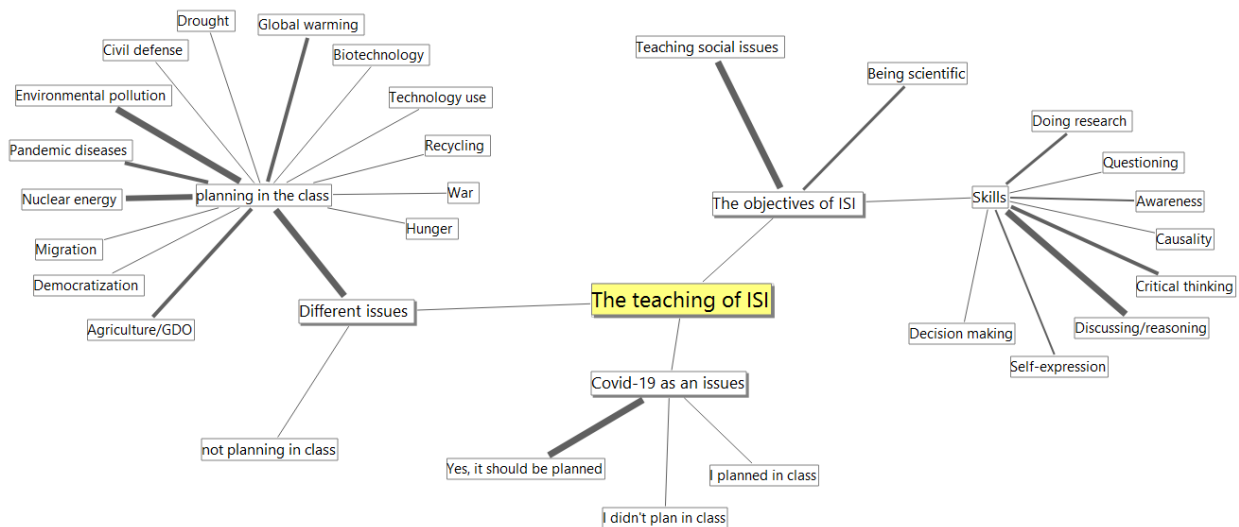 Drought
Global warming
Civil defense
Biotechnology
Environmental pollution
Technology use
Pandemic diseases
Recycling
Nuclear energy
planning in the class
War
Migration
Hunger
Democratization
Agriculture/GDO
Different issues
not planning in class
The teaching of ISI
Teaching social issues
Being scientific
The objectives of ISI
Skills
Doing research
Questioning
Awareness
Causality
Critical thinking
Discussing/reasoning
Decision making
Self-expression
Covid-19 as an issues
Yes, it should be planned
I planned in class
I didn't plan in class